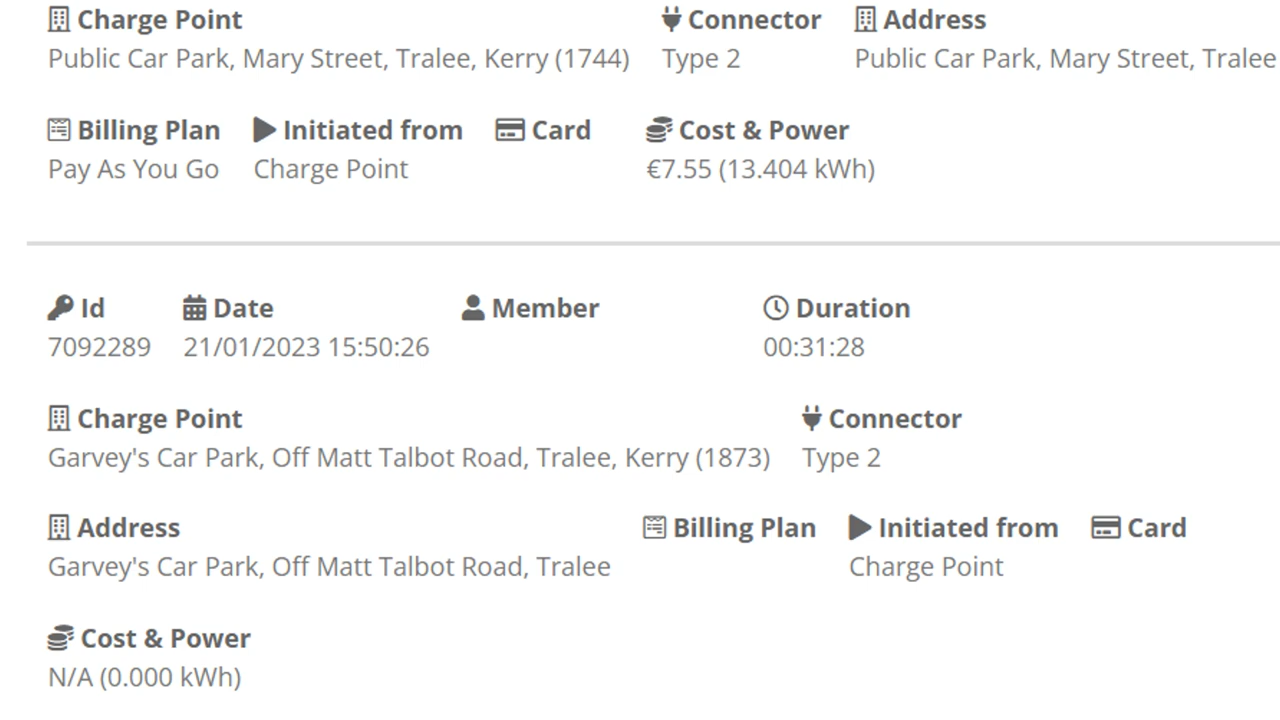 Charge Point Connector Address
Public Car Park, Mary Street, Tralee, Kerry (1744) Type 2 Public Car Park, Mary Street, Tralee
Billing Plan Initiated from Card Cost & Power
Pay As You Go Charge Point €7.55 (13.404 kWh)
Id Date Member Duration
7092289 21/01/2023 15:50:26 00:31:28
Charge Point Connector
Garvey's Car Park, Off Matt Talbot Road, Tralee, Kerry (1873) Type 2
Address Billing Plan Initiated from Card
Garvey's Car Park, Off Matt Talbot Road, Tralee Charge Point
Cost & Power
N/A (0.000 kWh)